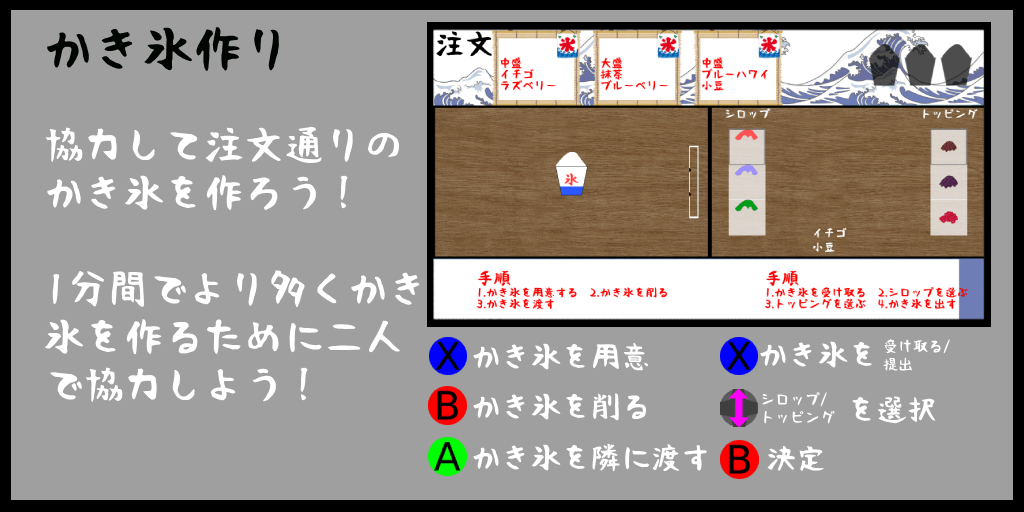 かき氷作り
協力して注文通りの
かき氷を作ろう！
1分間でより多くかき
氷を作るために二人
で協力しよう！
注文
氷
中盛
イチゴ
ラズベリー
氷
大盛
抹茶
ブルーベリー
氷
中盛
ブルーハワイ
小豆
氷
シロップ
トッピング
イチゴ
小豆
手順
1.かき氷を用意する 2.かき氷を削る
3.かき氷を渡す
手順
1.かき氷を受け取る 2.シロップを選ぶ
3.トッピングを選ぶ 4.かき氷を出す
X かき氷を用意
B かき氷を削る
A かき氷を隣に渡す
X かき氷を 受け取る/
提出
シロップ/
トッピング を選択
B 決定